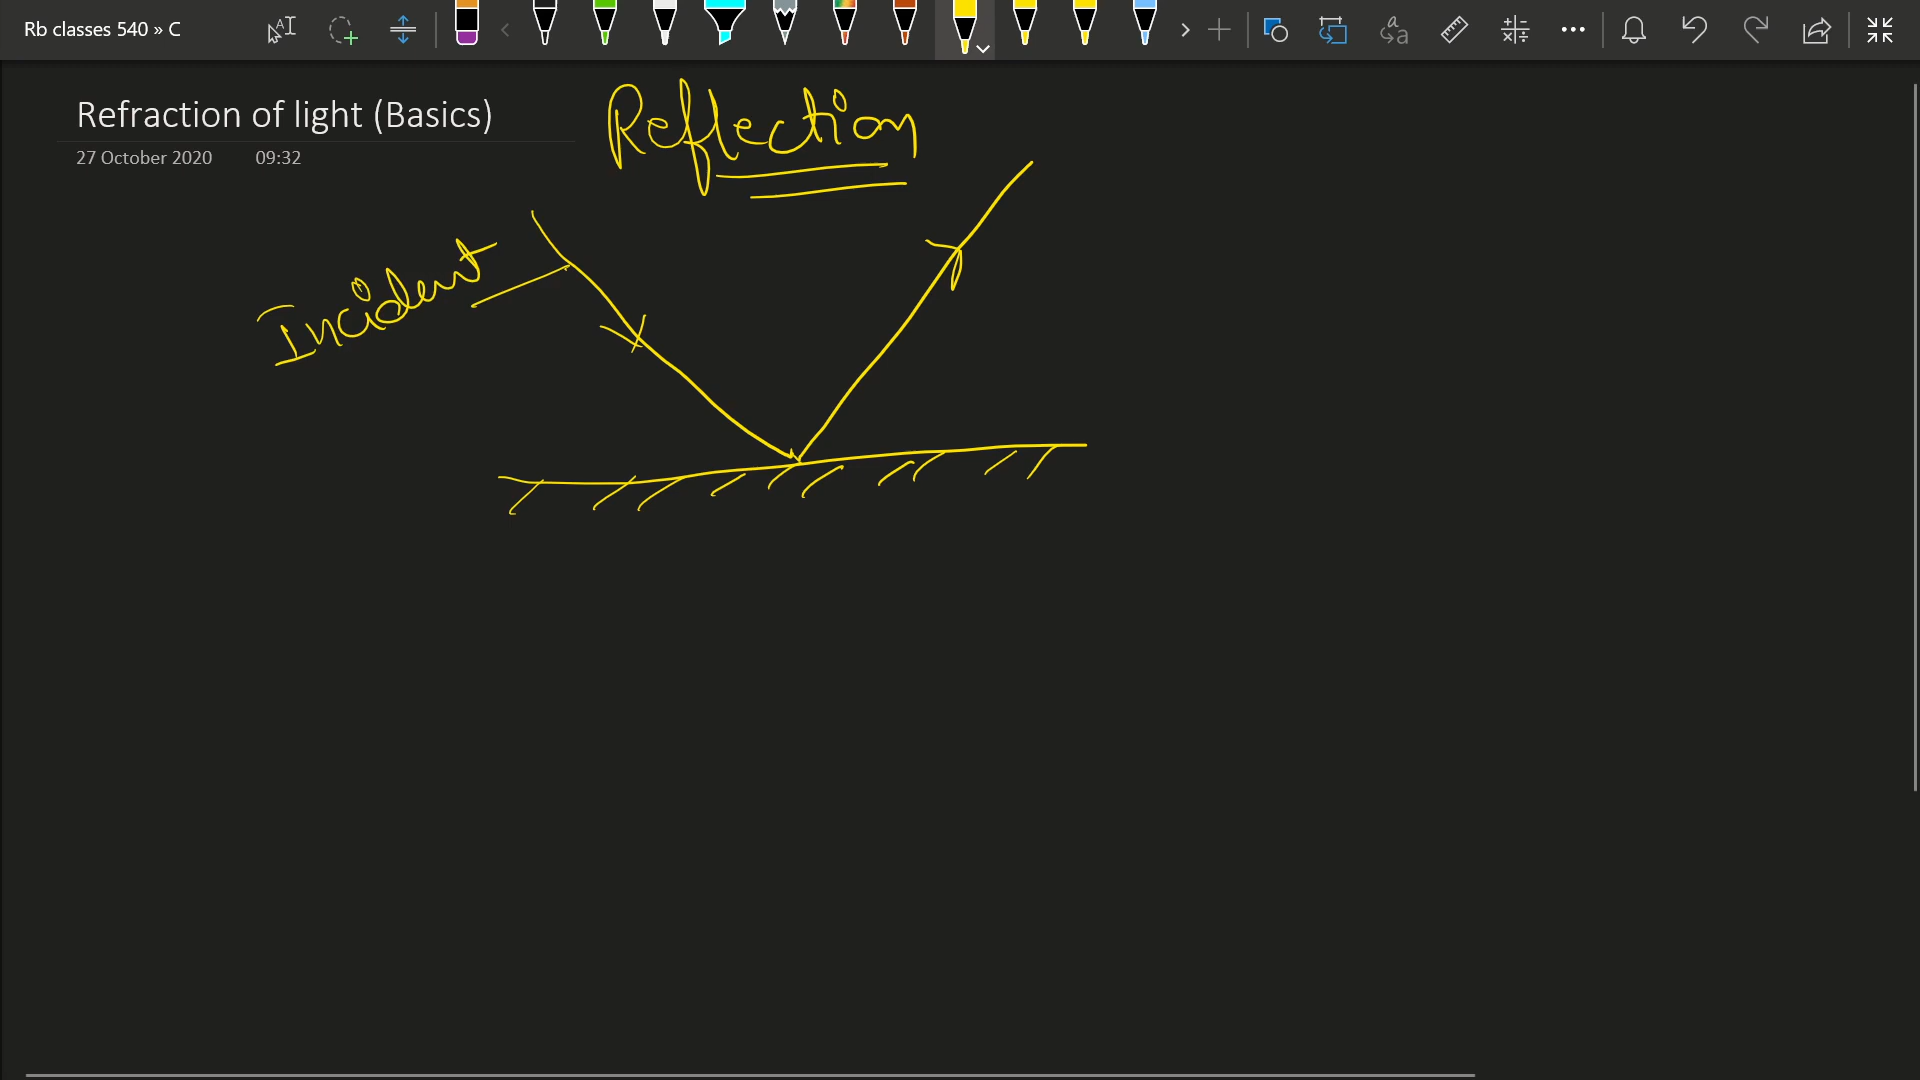 Rb classes 540 » C
Refraction of light (Basics)
27 October 2020 09:32
Reflection
Incident